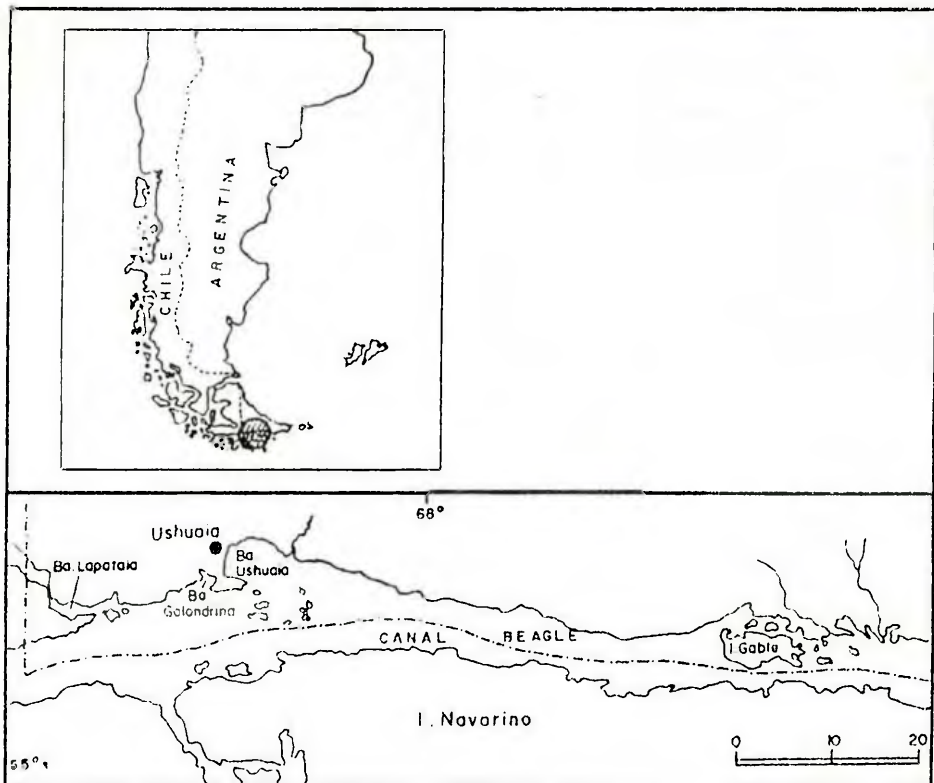 CHILE
ARGENTINA
68°
Ushuaia
Ba
Ushuaia
Ba. Lapataia
Ba
Golondrina
CANAL BEAGLE
I. Gable
I. Navarino
0 10 20
55°